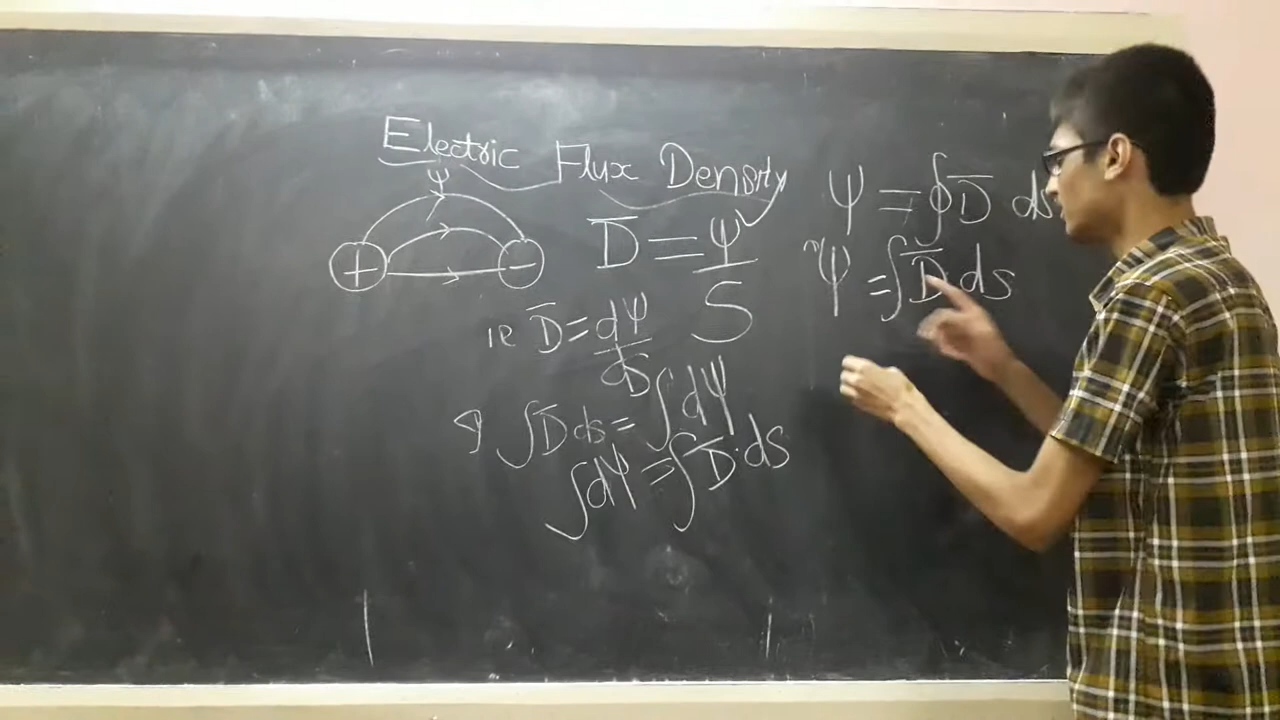 Electric Flux Density
Ψ
+ −
D̅ = Ψ / S
ie D̅ = dΨ / dS
∫ D̅ ds = ∫ dΨ
∫ dΨ = ∫ D̅ · ds
Ψ = ∮ D̅ ds
Ψ = ∫ D̅ ds